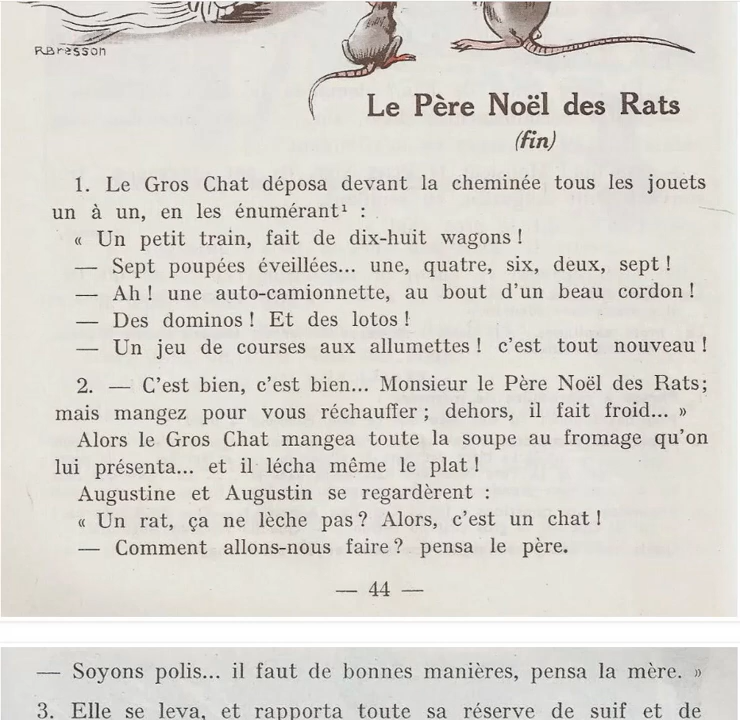 RBresson
Le Père Noël des Rats
(fin)
1. Le Gros Chat déposa devant la cheminée tous les jouets
un à un, en les énumérant¹ :
« Un petit train, fait de dix-huit wagons !
— Sept poupées éveillées... une, quatre, six, deux, sept !
— Ah ! une auto-camionnette, au bout d'un beau cordon !
— Des dominos ! Et des lotos !
— Un jeu de courses aux allumettes ! c'est tout nouveau !
2. — C'est bien, c'est bien... Monsieur le Père Noël des Rats ;
mais mangez pour vous réchauffer ; dehors, il fait froid... »
Alors le Gros Chat mangea toute la soupe au fromage qu'on
lui présenta... et il lécha même le plat !
Augustine et Augustin se regardèrent :
« Un rat, ça ne lèche pas ? Alors, c'est un chat !
— Comment allons-nous faire ? pensa le père.
— 44 —
— Soyons polis... il faut de bonnes manières, pensa la mère. »
3. Elle se leva, et rapporta toute sa réserve de suif et de